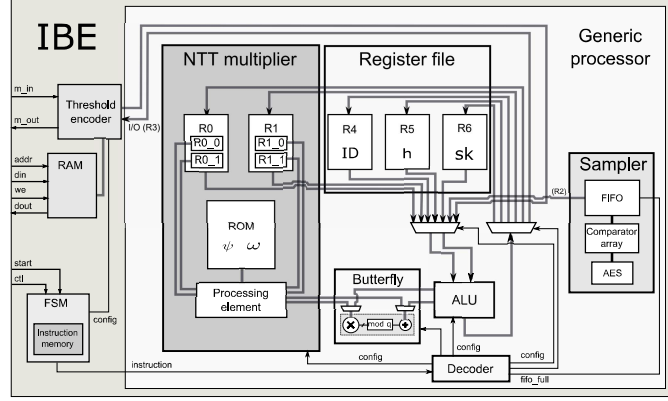 IBE
Generic
processor
NTT multiplier
Register file
m_in
m_out
Threshold
encoder
I/O (R3)
R0
R0_0
R0_1
R1
R1_0
R1_1
R4
ID
R5
h
R6
sk
addr
din
we
dout
RAM
Sampler
(R2)
FIFO
Comparator
array
AES
ROM
ψ ω
Processing
element
Butterfly
mod q
ALU
start
ctl
FSM
Instruction
memory
config
config
config
config
instruction
Decoder
fifo_full